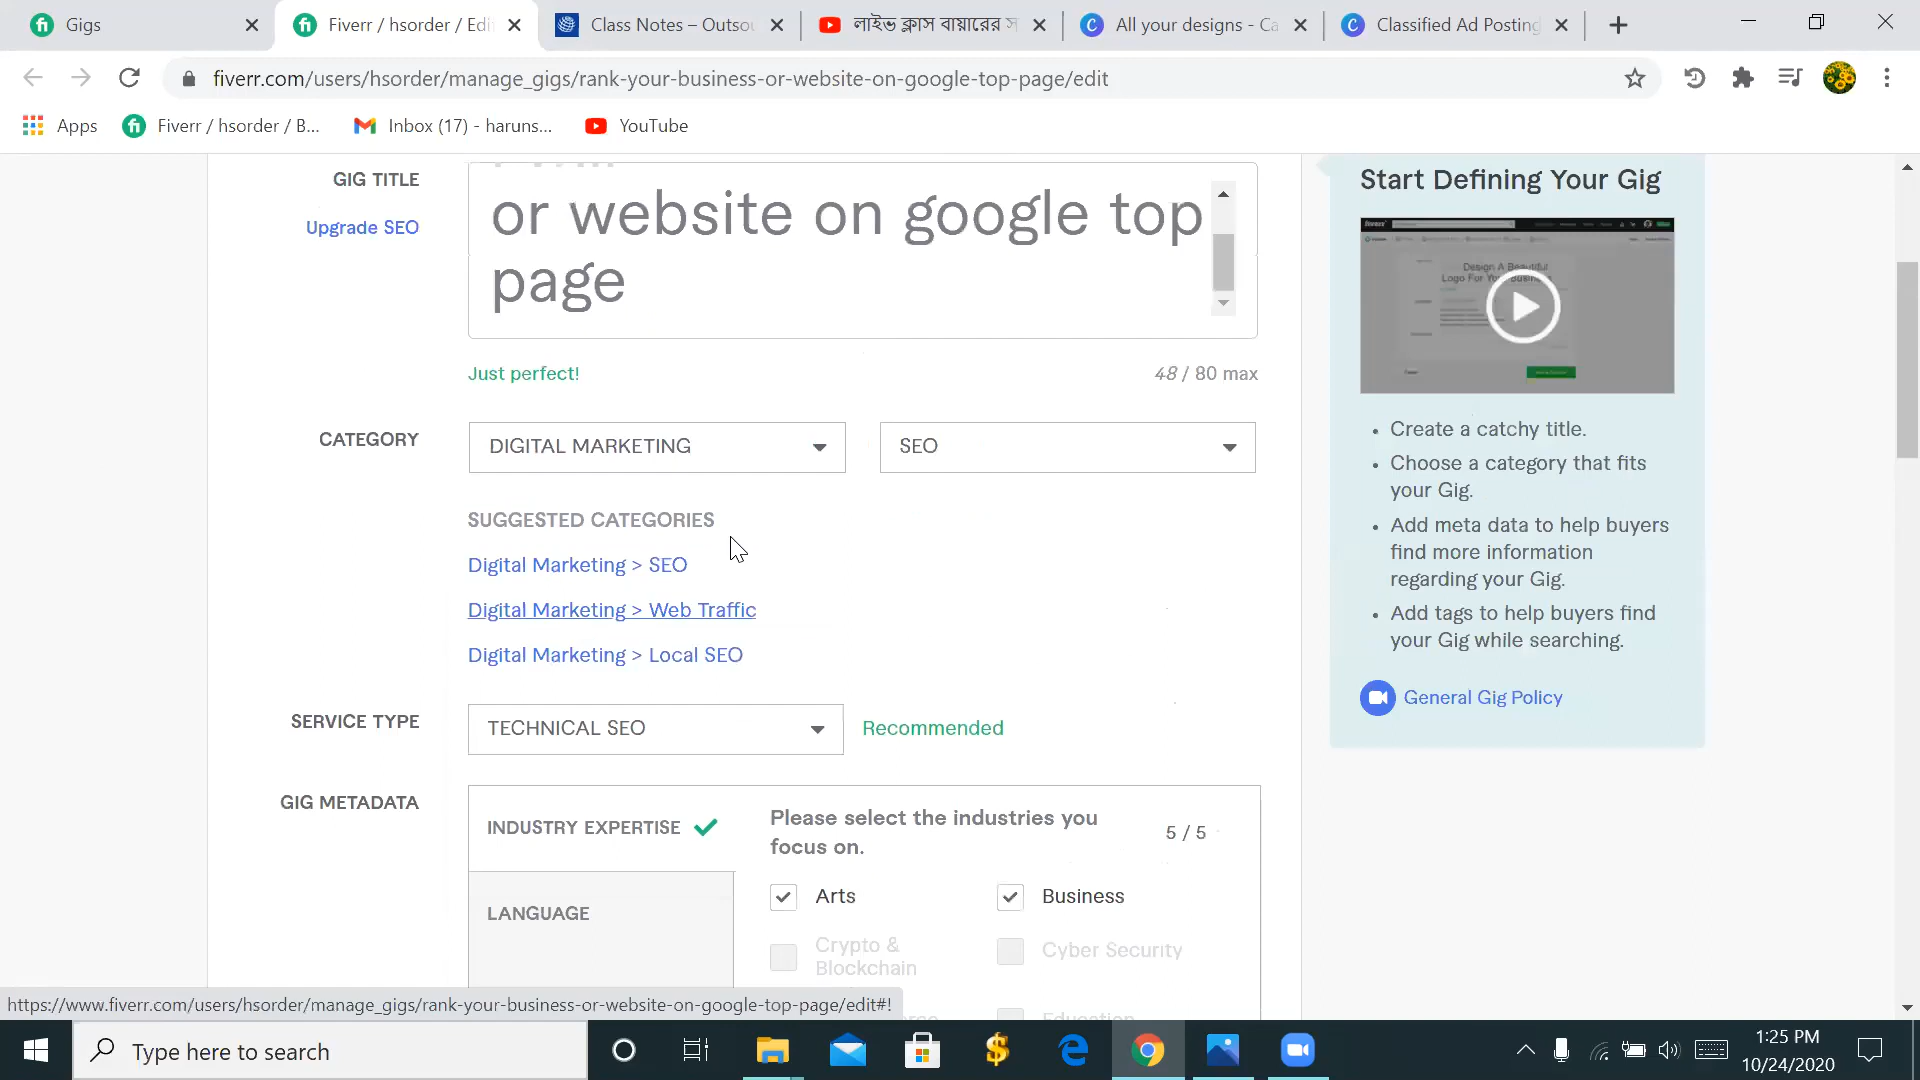 Gigs
Fiverr / hsorder / Edi
Class Notes – Outsou
লাইভ ক্লাস বায়ারের স
All your designs - Ca
Classified Ad Posting
fiverr.com/users/hsorder/manage_gigs/rank-your-business-or-website-on-google-top-page/edit
Apps
Fiverr / hsorder / B...
Inbox (17) - haruns...
YouTube
GIG TITLE
Upgrade SEO
or website on google top
page
Just perfect!
48 / 80 max
CATEGORY
DIGITAL MARKETING
SEO
SUGGESTED CATEGORIES
Digital Marketing > SEO
Digital Marketing > Web Traffic
Digital Marketing > Local SEO
SERVICE TYPE
TECHNICAL SEO
Recommended
GIG METADATA
INDUSTRY EXPERTISE
Please select the industries you
focus on.
5 / 5
LANGUAGE
Arts
Business
Crypto &
Blockchain
Cyber Security
Education
Start Defining Your Gig
Design A Beautiful
Logo For Your Business
• Create a catchy title.
• Choose a category that fits
your Gig.
• Add meta data to help buyers
find more information
regarding your Gig.
• Add tags to help buyers find
your Gig while searching.
General Gig Policy
https://www.fiverr.com/users/hsorder/manage_gigs/rank-your-business-or-website-on-google-top-page/edit#!
Type here to search
1:25 PM
10/24/2020